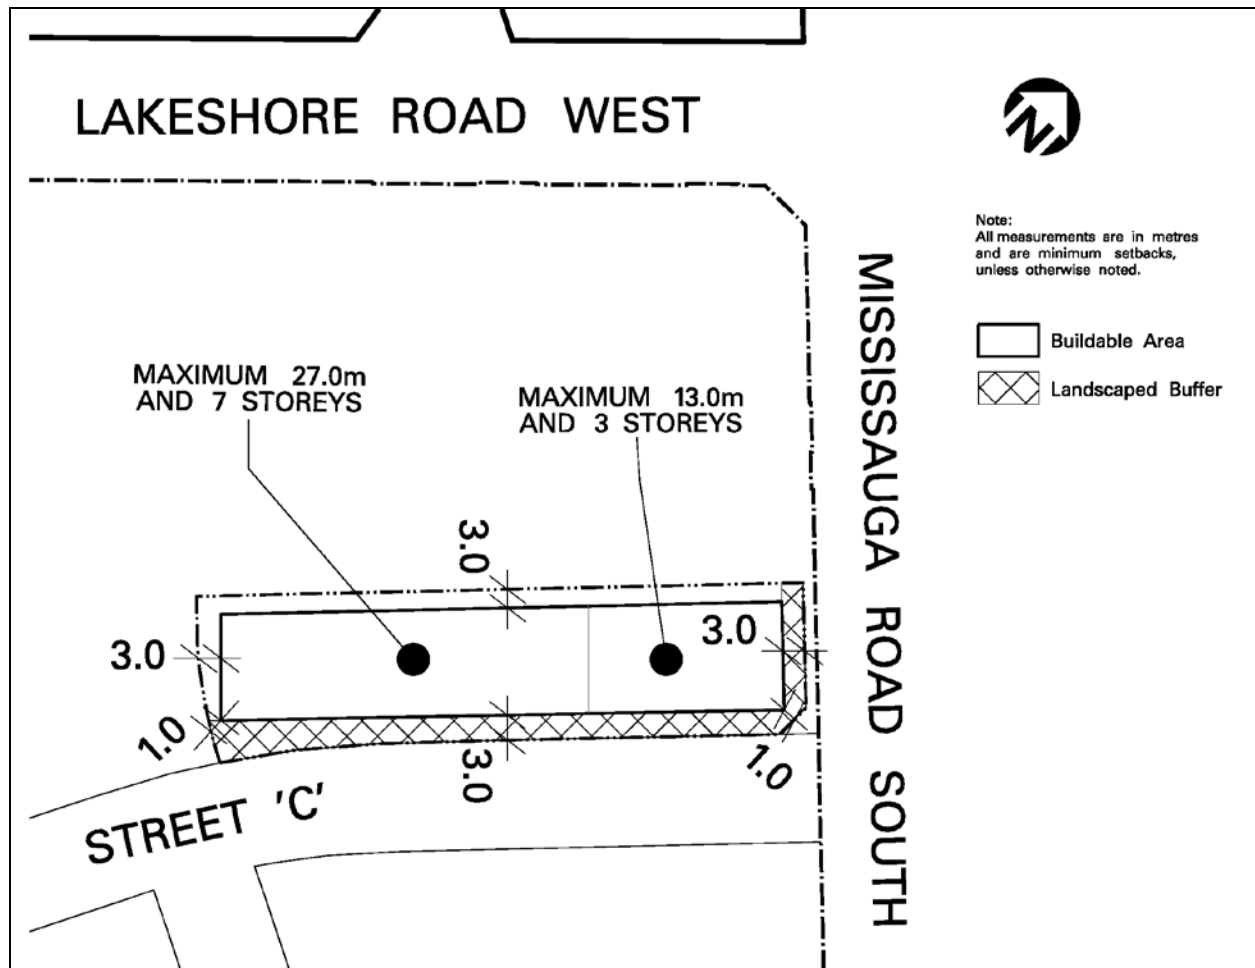 LAKESHORE ROAD WEST
N
Note:
All measurements are in metres
and are minimum setbacks,
unless otherwise noted.
Buildable Area
Landscaped Buffer
MISSISSAUGA ROAD SOUTH
MAXIMUM 27.0m
AND 7 STOREYS
MAXIMUM 13.0m
AND 3 STOREYS
3.0
3.0
3.0
1.0
3.0
1.0
STREET 'C'